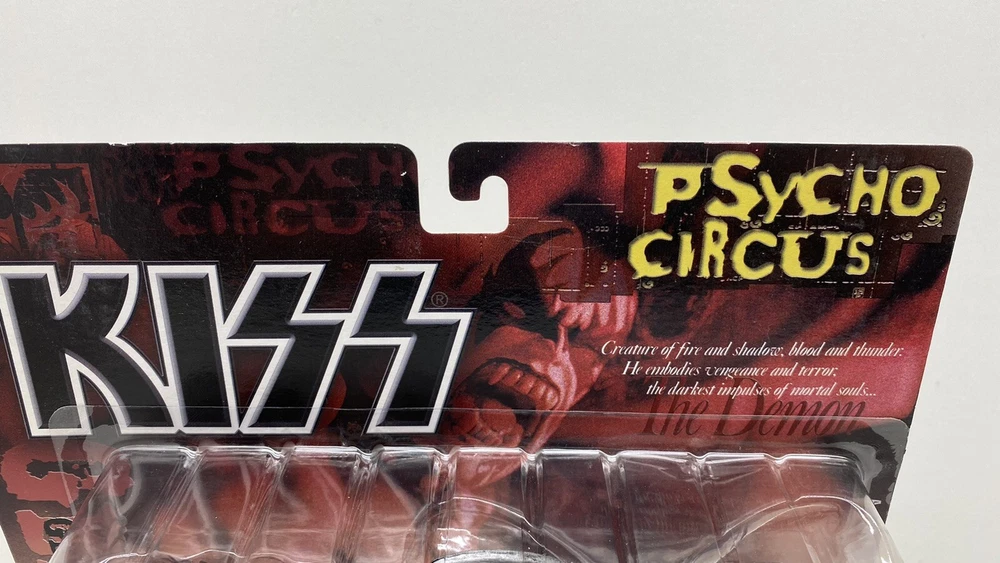 PSYCHO
CIRCUS
PSYCH
CIRCUS
KISS®
Creature of fire and shadow, blood and thunder.
He embodies vengeance and terror,
the darkest impulses of mortal souls...
The Demon